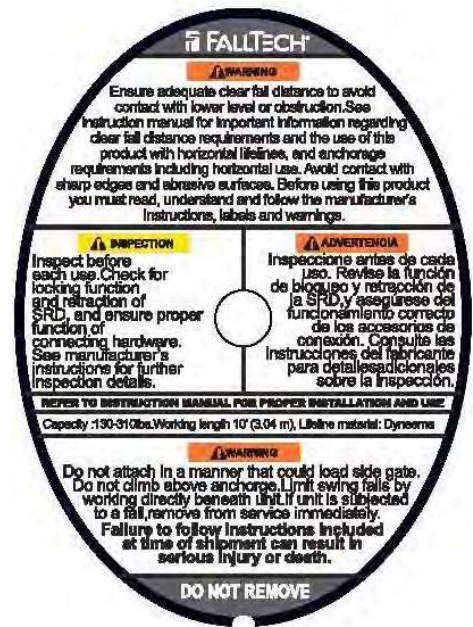 FALLTECH
WARNING
Ensure adequate clear fall distance to avoid
contact with lower level or obstruction.See
instruction manual for important information regarding
clear fall distance requirements and the use of this
product with horizontal lifelines, and anchorage
requirements including horizontal use. Avoid contact with
sharp edges and abrasive surfaces. Before using this product
you must read, understand and follow the manufacturer's
instructions, labels and warnings.
INSPECTION
Inspect before
each use.Check for
locking function
and retraction of
SRD, and ensure proper
function of
connecting hardware.
See manufacturer's
instructions for further
inspection details.
ADVERTENCIA
Inspeccione antes de cada
uso. Revise la función
de bloqueo y retracción de
la SRD,y asegúrese del
funcionamiento correcto
de los accesorios de
conexión. Consulte las
instrucciones del fabricante
para detallesadicionales
sobre la inspección.
REFER TO INSTRUCTION MANUAL FOR PROPER INSTALLATION AND USE
Capacity :130-310lbs.Working length 10' (3.04 m), Lifeline material: Dyneema
WARNING
Do not attach in a manner that could load side gate.
Do not climb above anchorge.Limit swing falls by
working directly beneath unit.If unit is subjected
to a fall,remove from service immediately.
Failure to follow instructions included
at time of shipment can result in
serious injury or death.
DO NOT REMOVE